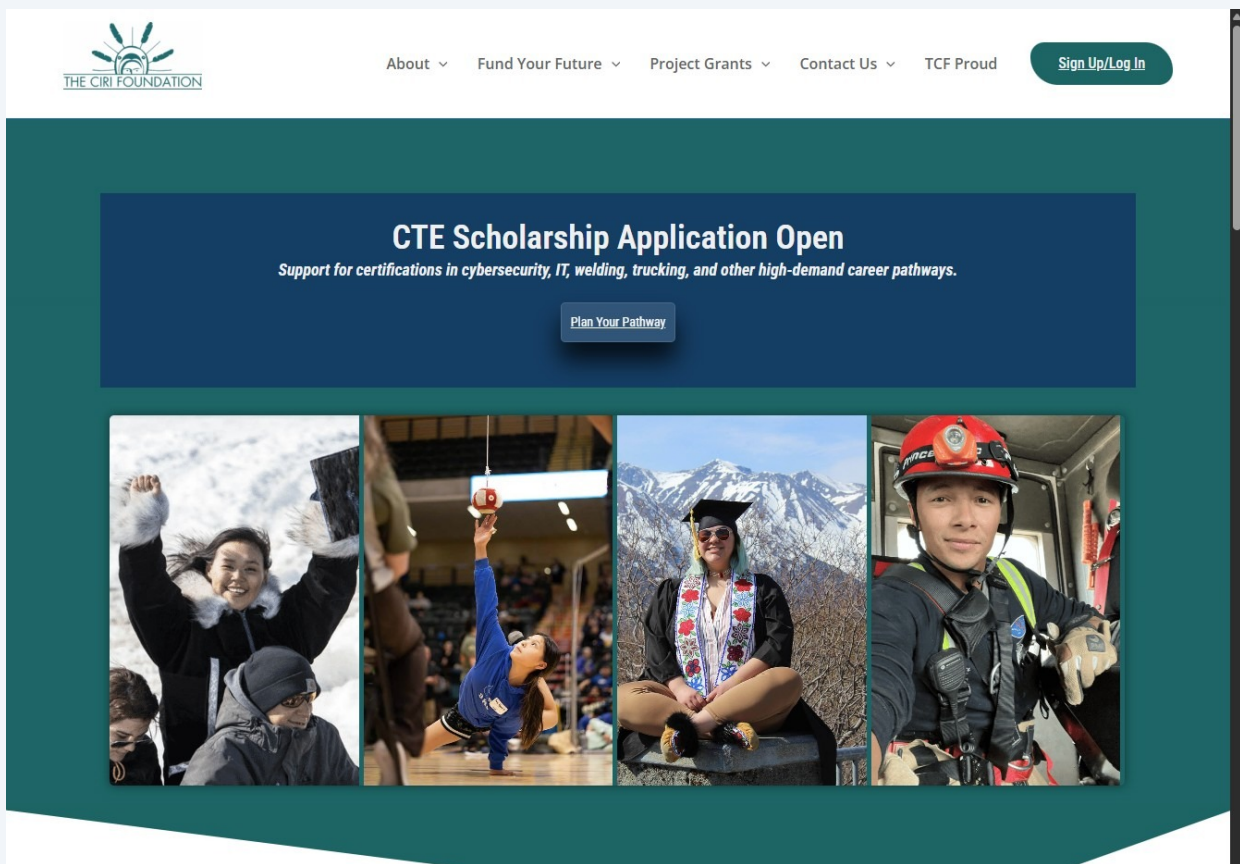 THE CIRI FOUNDATION
About
Fund Your Future
Project Grants
Contact Us
TCF Proud
Sign Up/Log In
CTE Scholarship Application Open
Support for certifications in cybersecurity, IT, welding, trucking, and other high-demand career pathways.
Plan Your Pathway